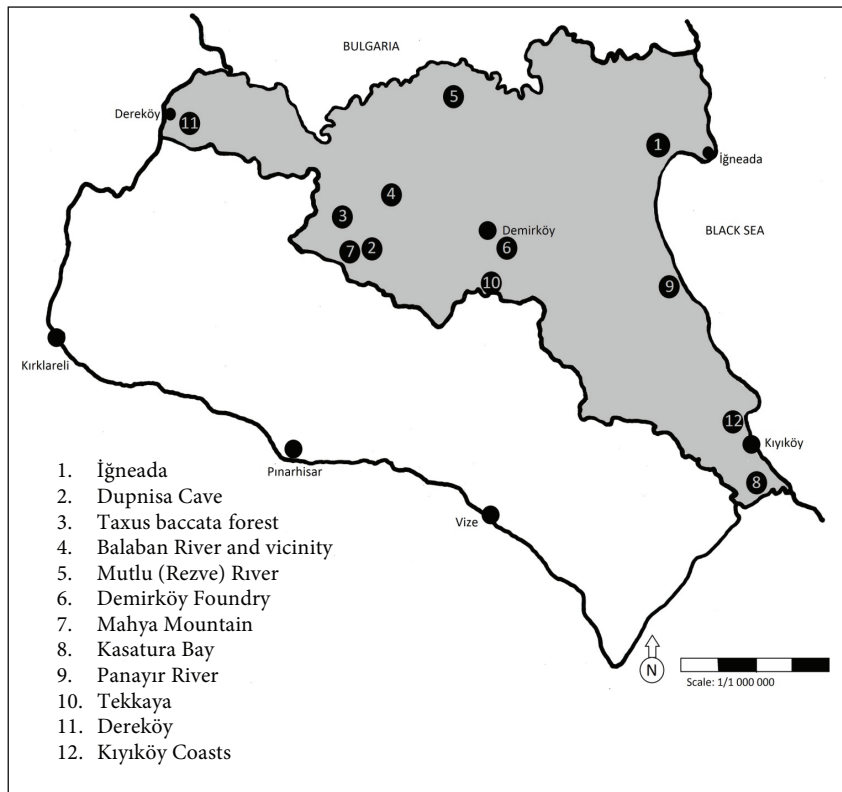 BULGARIA
5
Dereköy
11
1
İğneada
4
3
Demirköy
BLACK SEA
7
2
6
10
9
Kırklareli
12
Kıyıköy
Pınarhisar
8
Vize
1. İğneada
2. Dupnisa Cave
3. Taxus baccata forest
4. Balaban River and vicinity
5. Mutlu (Rezve) Rıver
6. Demirköy Foundry
7. Mahya Mountain
8. Kasatura Bay
9. Panayır River
10. Tekkaya
11. Dereköy
12. Kıyıköy Coasts
N
Scale: 1/1 000 000